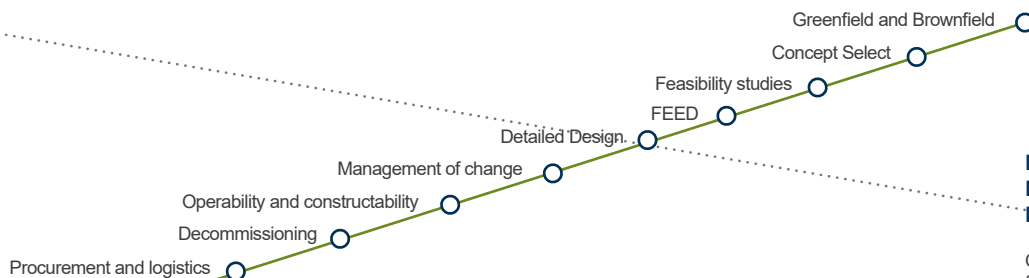 Greenfield and Brownfield
Concept Select
Feasibility studies
FEED
Detailed Design
Management of change
Operability and constructability
Decommissioning
Procurement and logistics